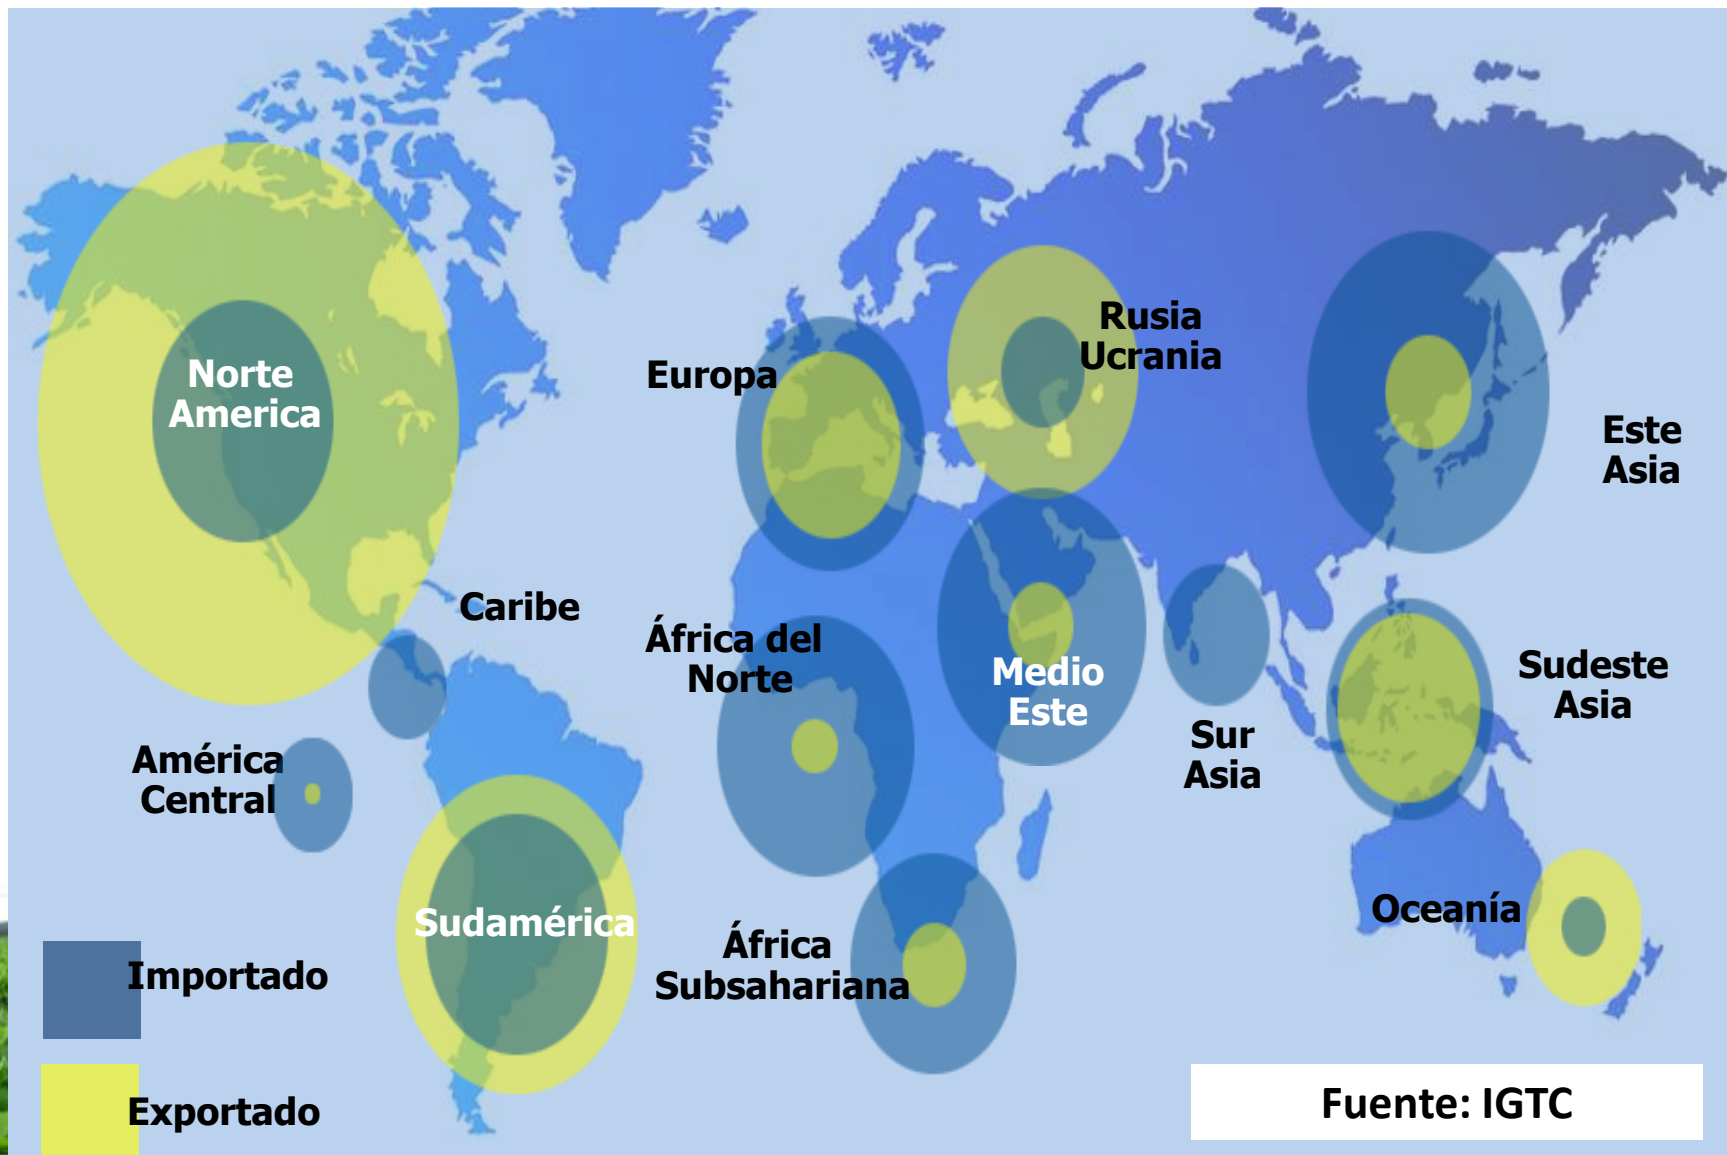 Norte
America
Europa
Rusia
Ucrania
Este
Asia
Caribe
África del
Norte
Medio
Este
Sur
Asia
Sudeste
Asia
América
Central
Sudamérica
África
Subsahariana
Oceanía
Importado
Exportado
Fuente: IGTC